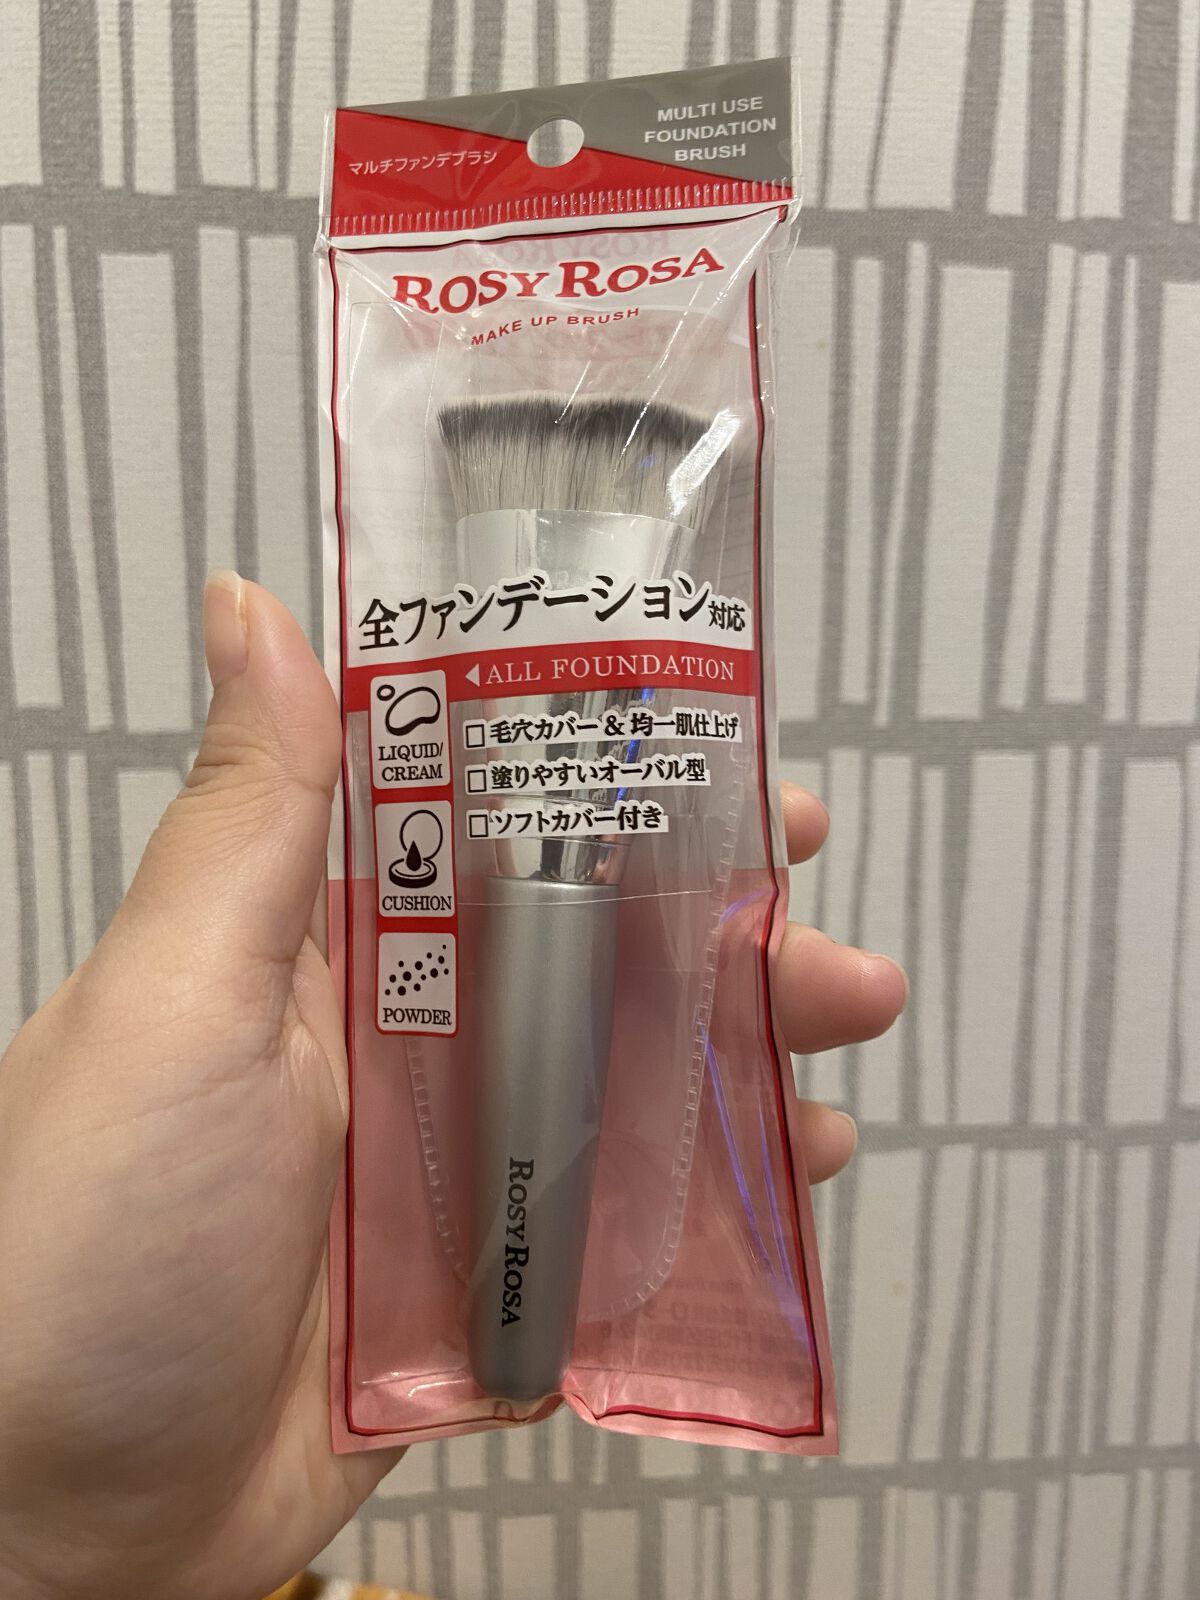 マルチファンデブラシ
MULTI USE
FOUNDATION
BRUSH
ROSY ROSA
MAKE UP BRUSH
全ファンデーション対応
ALL FOUNDATION
LIQUID/
CREAM
□毛穴カバー & 均一肌仕上げ
□塗りやすいオーバル型
□ソフトカバー付き
CUSHION
POWDER
ROSY ROSA